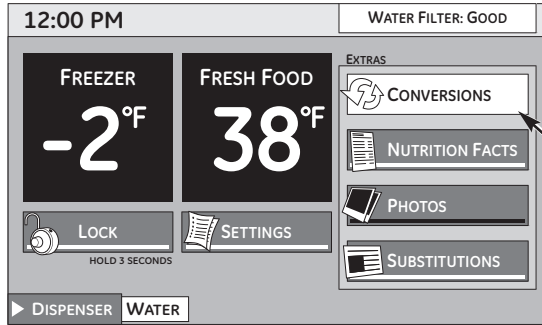 12:00 PM
WATER FILTER: GOOD
FREEZER
-2°F
FRESH FOOD
38°F
LOCK
HOLD 3 SECONDS
SETTINGS
EXTRAS
CONVERSIONS
NUTRITION FACTS
PHOTOS
SUBSTITUTIONS
DISPENSER WATER